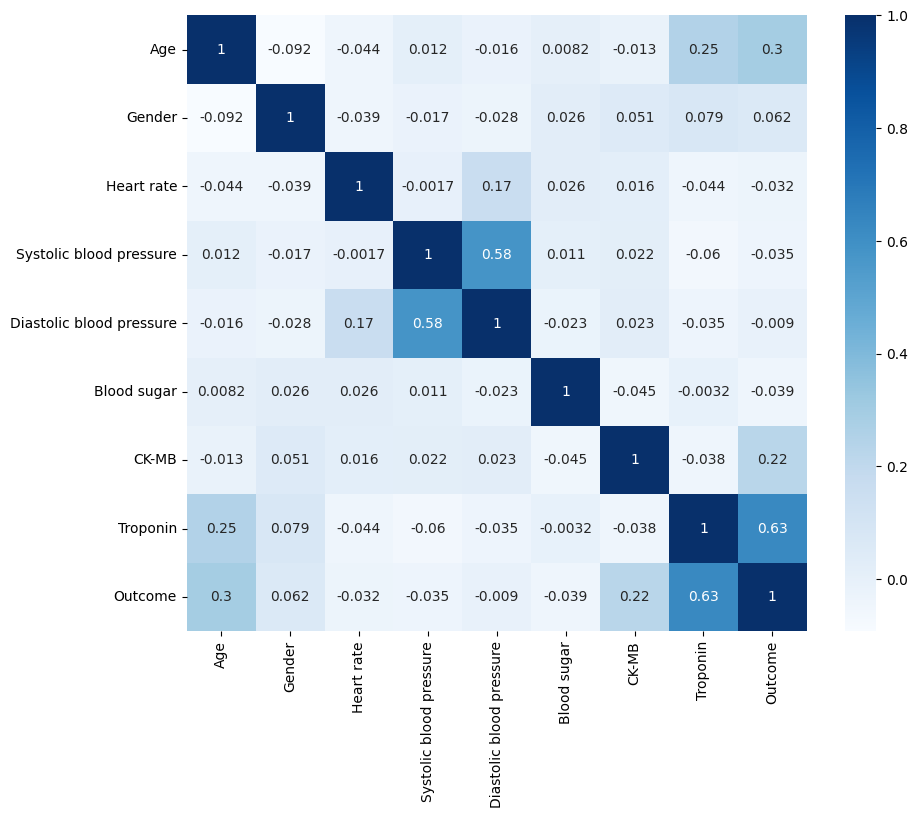 Age 1 -0.092 -0.044 0.012 -0.016 0.0082 -0.013 0.25 0.3
Gender -0.092 1 -0.039 -0.017 -0.028 0.026 0.051 0.079 0.062
Heart rate -0.044 -0.039 1 -0.0017 0.17 0.026 0.016 -0.044 -0.032
Systolic blood pressure 0.012 -0.017 -0.0017 1 0.58 0.011 0.022 -0.06 -0.035
Diastolic blood pressure -0.016 -0.028 0.17 0.58 1 -0.023 0.023 -0.035 -0.009
Blood sugar 0.0082 0.026 0.026 0.011 -0.023 1 -0.045 -0.0032 -0.039
CK-MB -0.013 0.051 0.016 0.022 0.023 -0.045 1 -0.038 0.22
Troponin 0.25 0.079 -0.044 -0.06 -0.035 -0.0032 -0.038 1 0.63
Outcome 0.3 0.062 -0.032 -0.035 -0.009 -0.039 0.22 0.63 1
Age
Gender
Heart rate
Systolic blood pressure
Diastolic blood pressure
Blood sugar
CK-MB
Troponin
Outcome
1.0
0.8
0.6
0.4
0.2
0.0